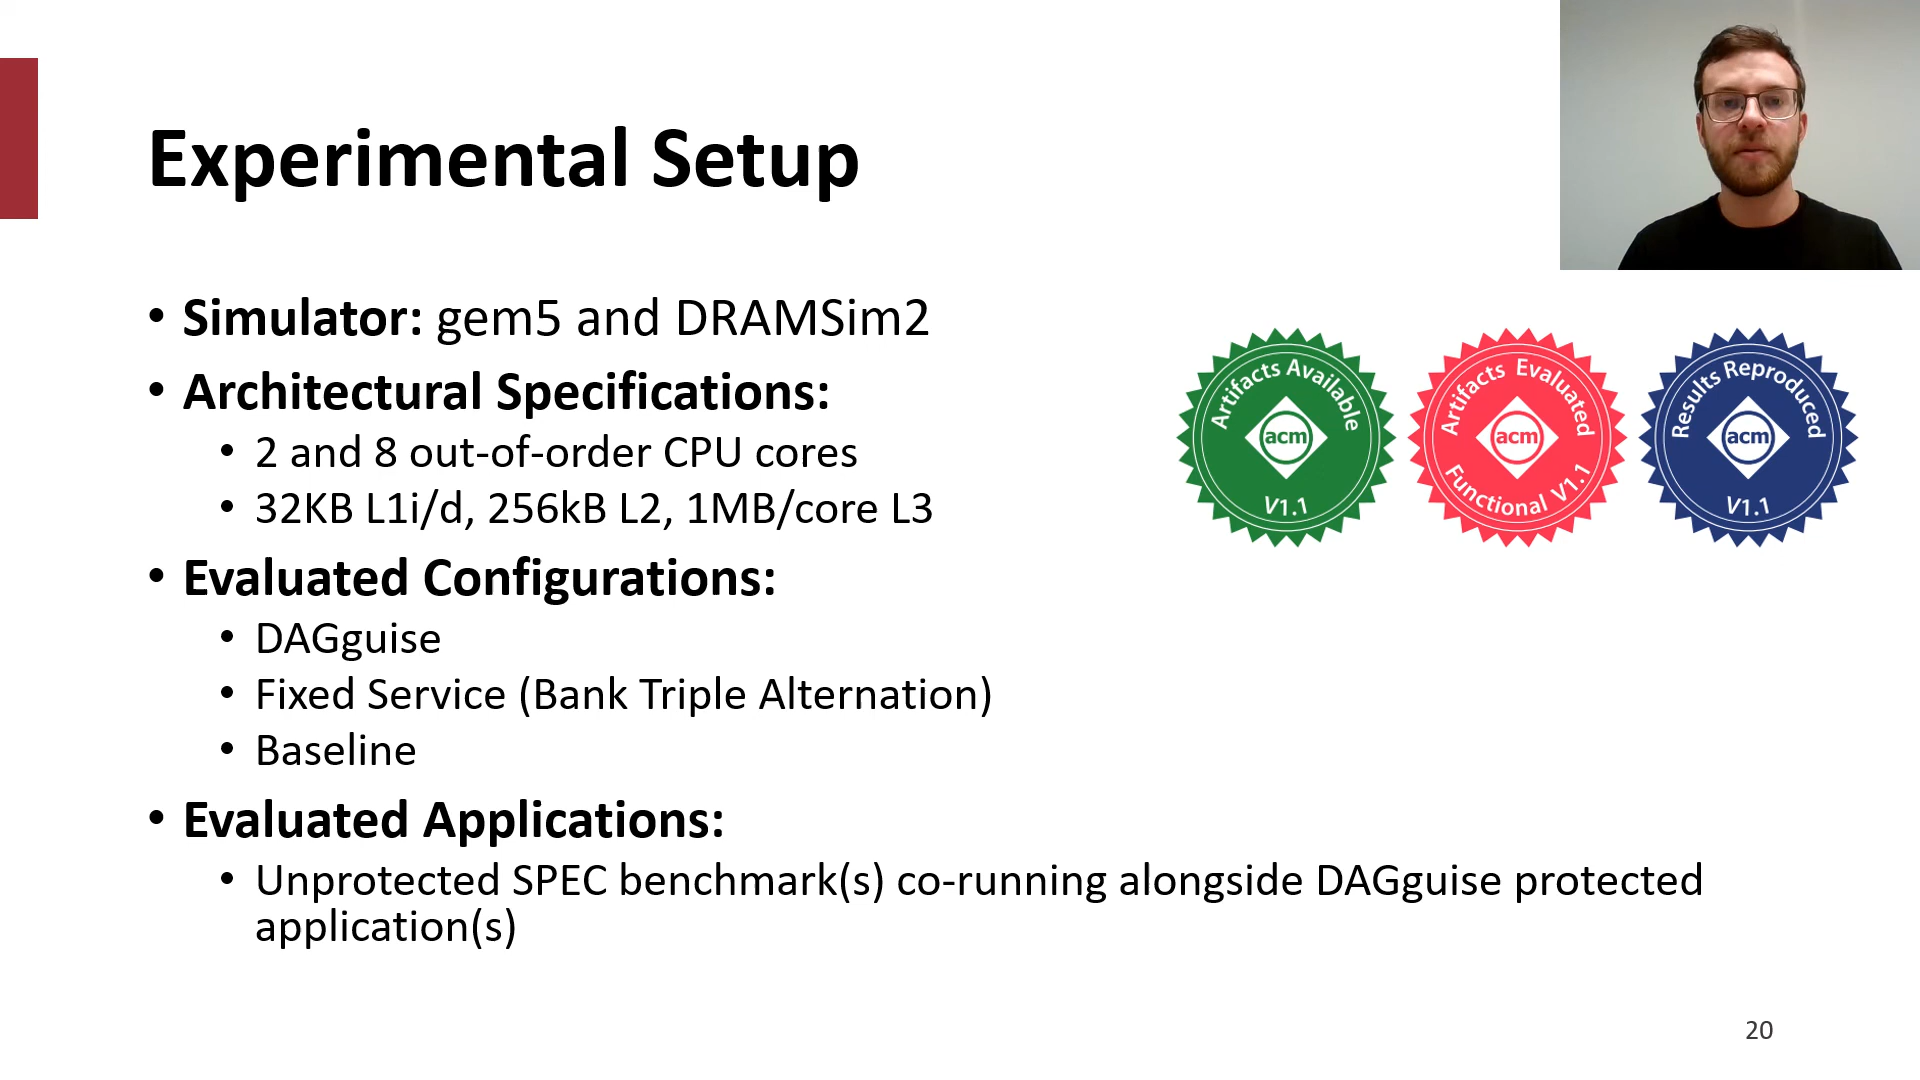 Experimental Setup
• Simulator: gem5 and DRAMSim2
• Architectural Specifications:
• 2 and 8 out-of-order CPU cores
• 32KB L1i/d, 256kB L2, 1MB/core L3
• Evaluated Configurations:
• DAGguise
• Fixed Service (Bank Triple Alternation)
• Baseline
• Evaluated Applications:
• Unprotected SPEC benchmark(s) co-running alongside DAGguise protected
application(s)
Artifacts Available
acm
V1.1
Artifacts Evaluated
acm
Functional V1.1
Results Reproduced
acm
V1.1
20